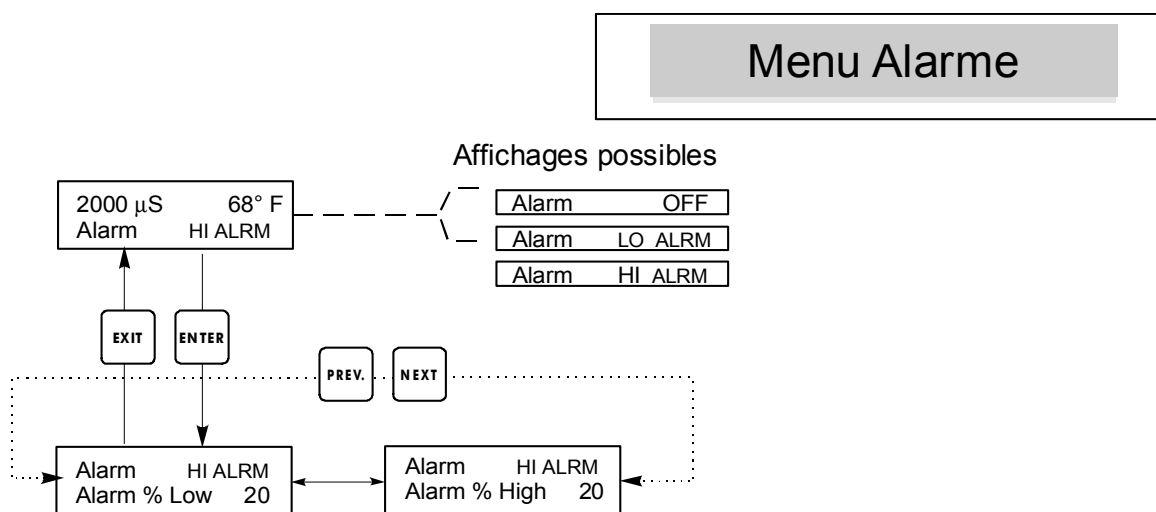 Menu Alarme
Affichages possibles
2000 µS 68° F
Alarm HI ALRM
Alarm OFF
Alarm LO ALRM
Alarm HI ALRM
EXIT
ENTER
PREV.
NEXT
Alarm HI ALRM
Alarm % Low 20
Alarm HI ALRM
Alarm % High 20